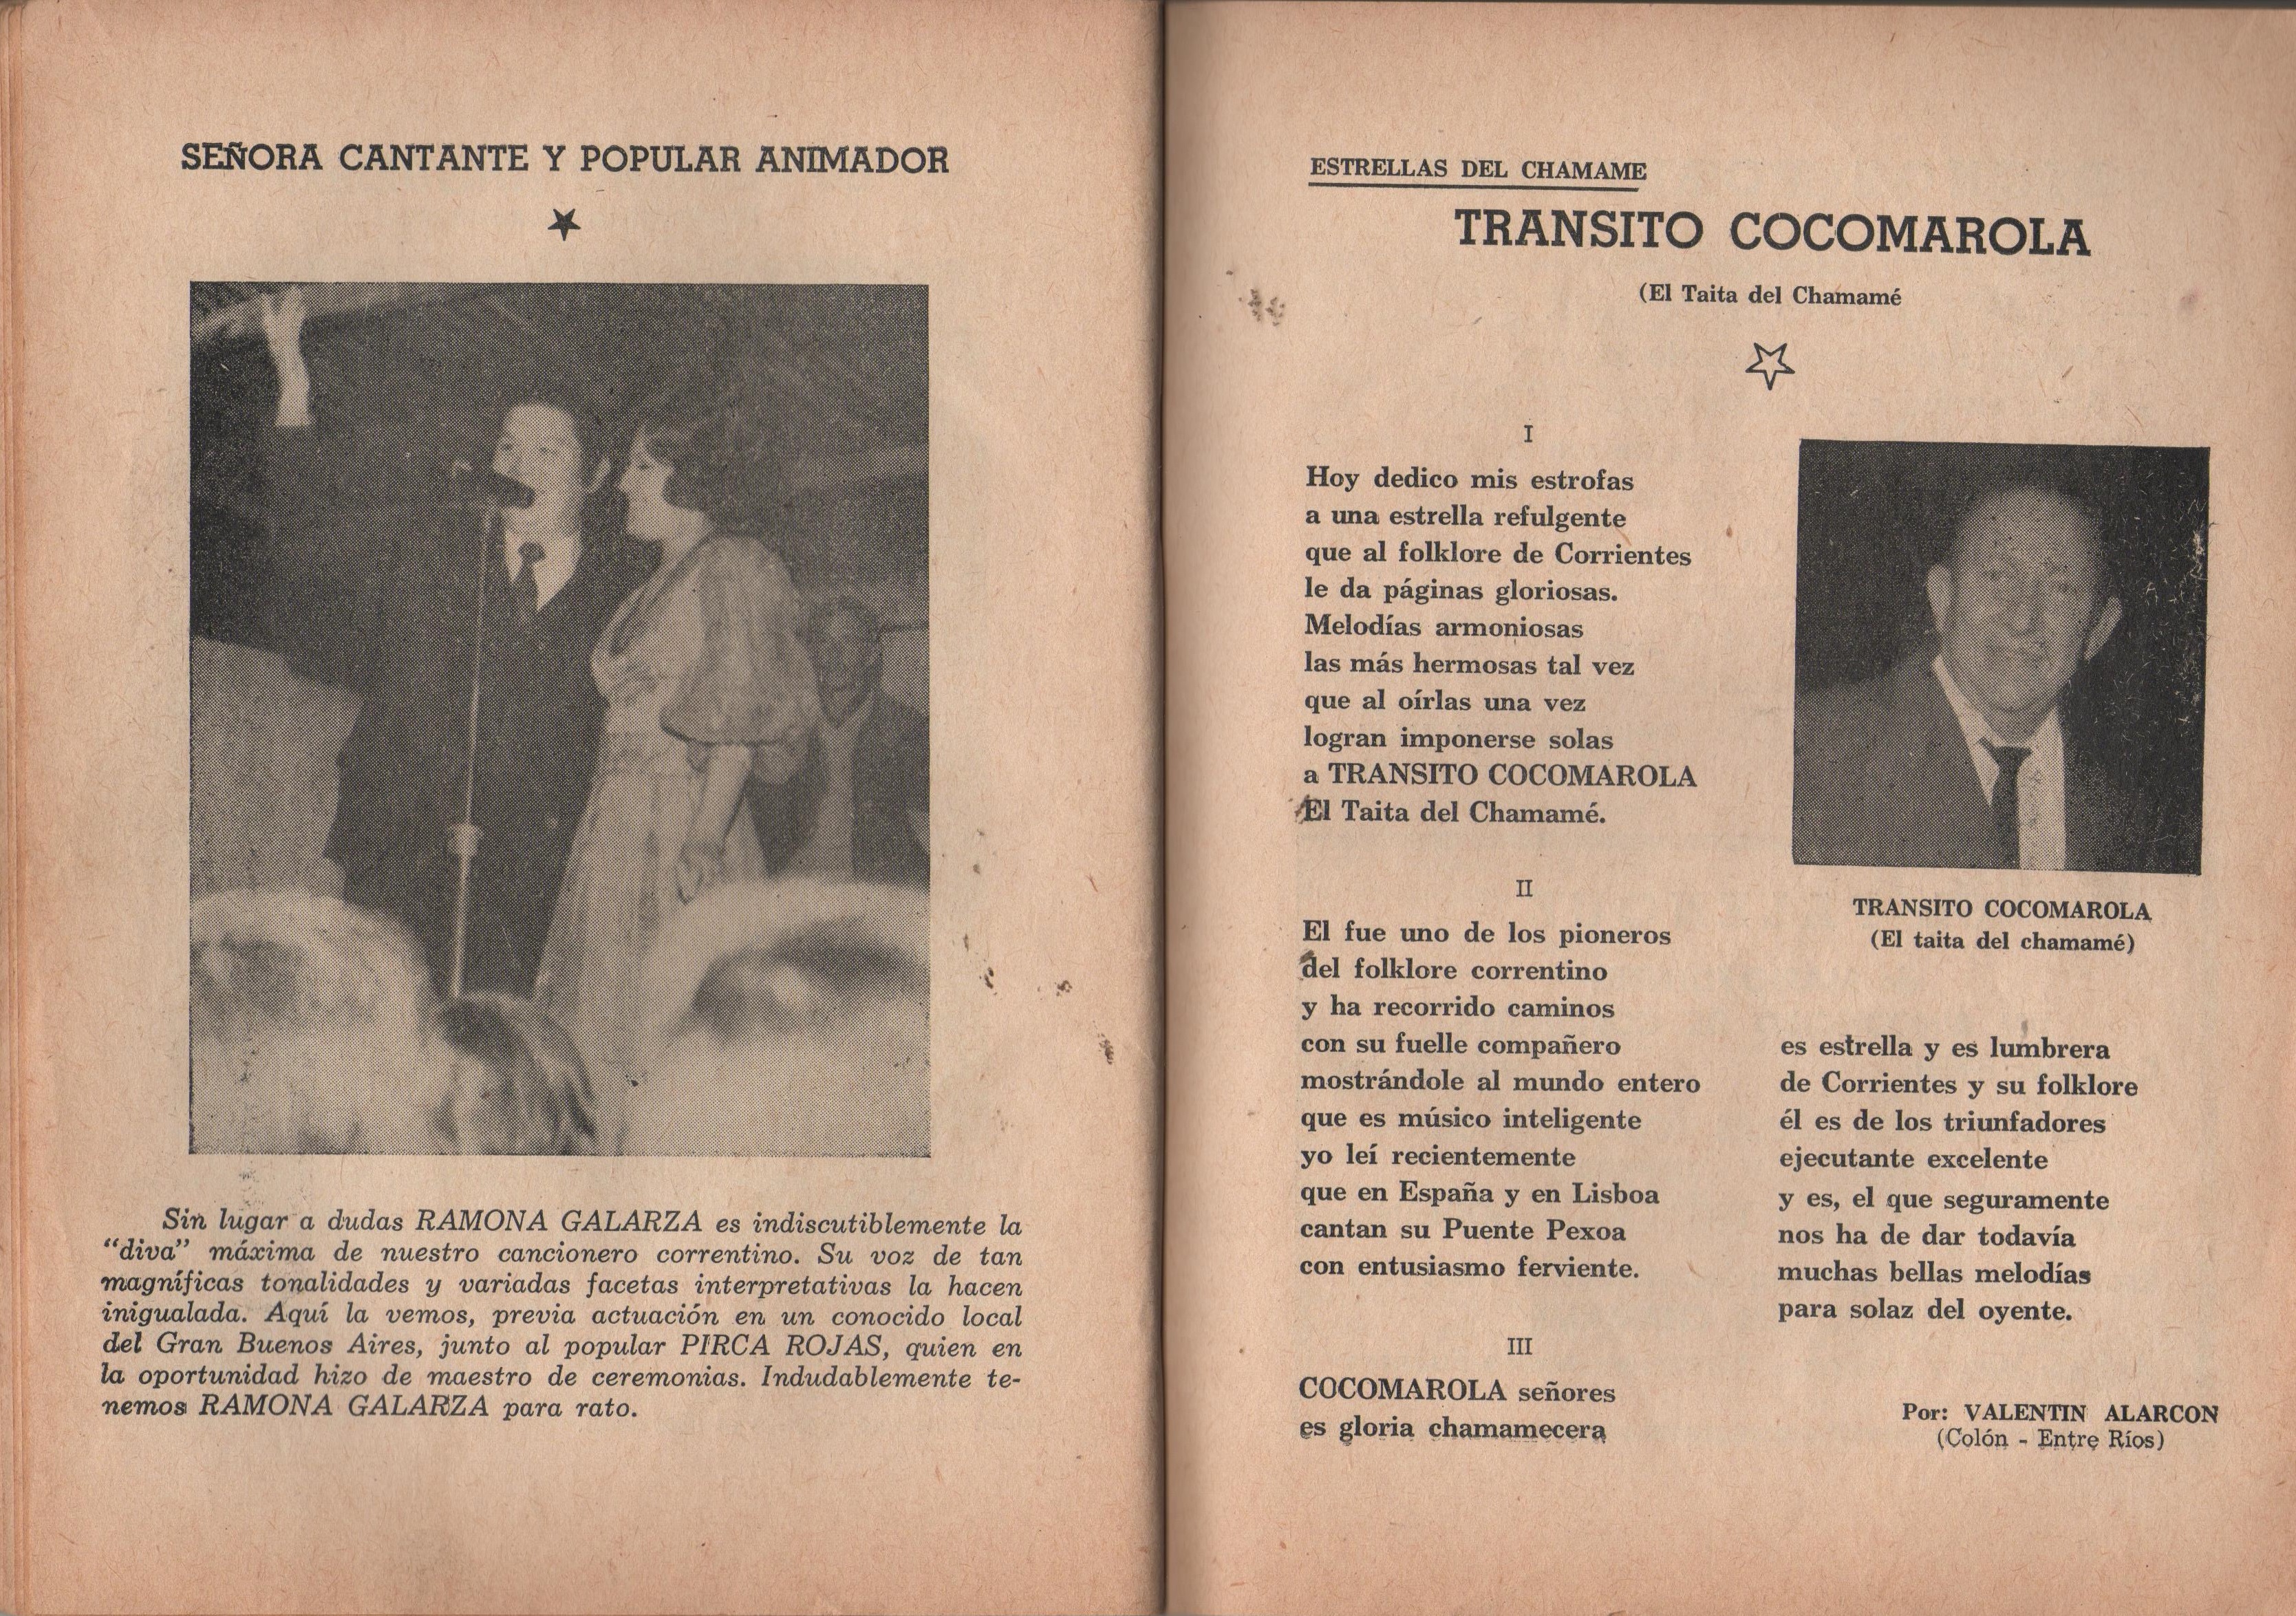 SEÑORA CANTANTE Y POPULAR ANIMADOR
Sin lugar a dudas RAMONA GALARZA es indiscutiblemente la
“diva” máxima de nuestro cancionero correntino. Su voz de tan
magníficas tonalidades y variadas facetas interpretativas la hacen
inigualada. Aquí la vemos, previa actuación en un conocido local
del Gran Buenos Aires, junto al popular PIRCA ROJAS, quien en
la oportunidad hizo de maestro de ceremonias. Indudablemente te-
nemos RAMONA GALARZA para rato.
ESTRELLAS DEL CHAMAME
TRANSITO COCOMAROLA
(El Taita del Chamamé
I
Hoy dedico mis estrofas
a una estrella refulgente
que al folklore de Corrientes
le da páginas gloriosas.
Melodías armoniosas
las más hermosas tal vez
que al oírlas una vez
logran imponerse solas
a TRANSITO COCOMAROLA
El Taita del Chamamé.
II
El fue uno de los pioneros
del folklore correntino
y ha recorrido caminos
con su fuelle compañero
mostrándole al mundo entero
que es músico inteligente
yo leí recientemente
que en España y en Lisboa
cantan su Puente Pexoa
con entusiasmo ferviente.
III
COCOMAROLA señores
es gloria chamamecera
TRANSITO COCOMAROLA
(El taita del chamamé)
es estrella y es lumbrera
de Corrientes y su folklore
él es de los triunfadores
ejecutante excelente
y es, el que seguramente
nos ha de dar todavía
muchas bellas melodías
para solaz del oyente.
Por: VALENTIN ALARCON
(Colón - Entre Ríos)